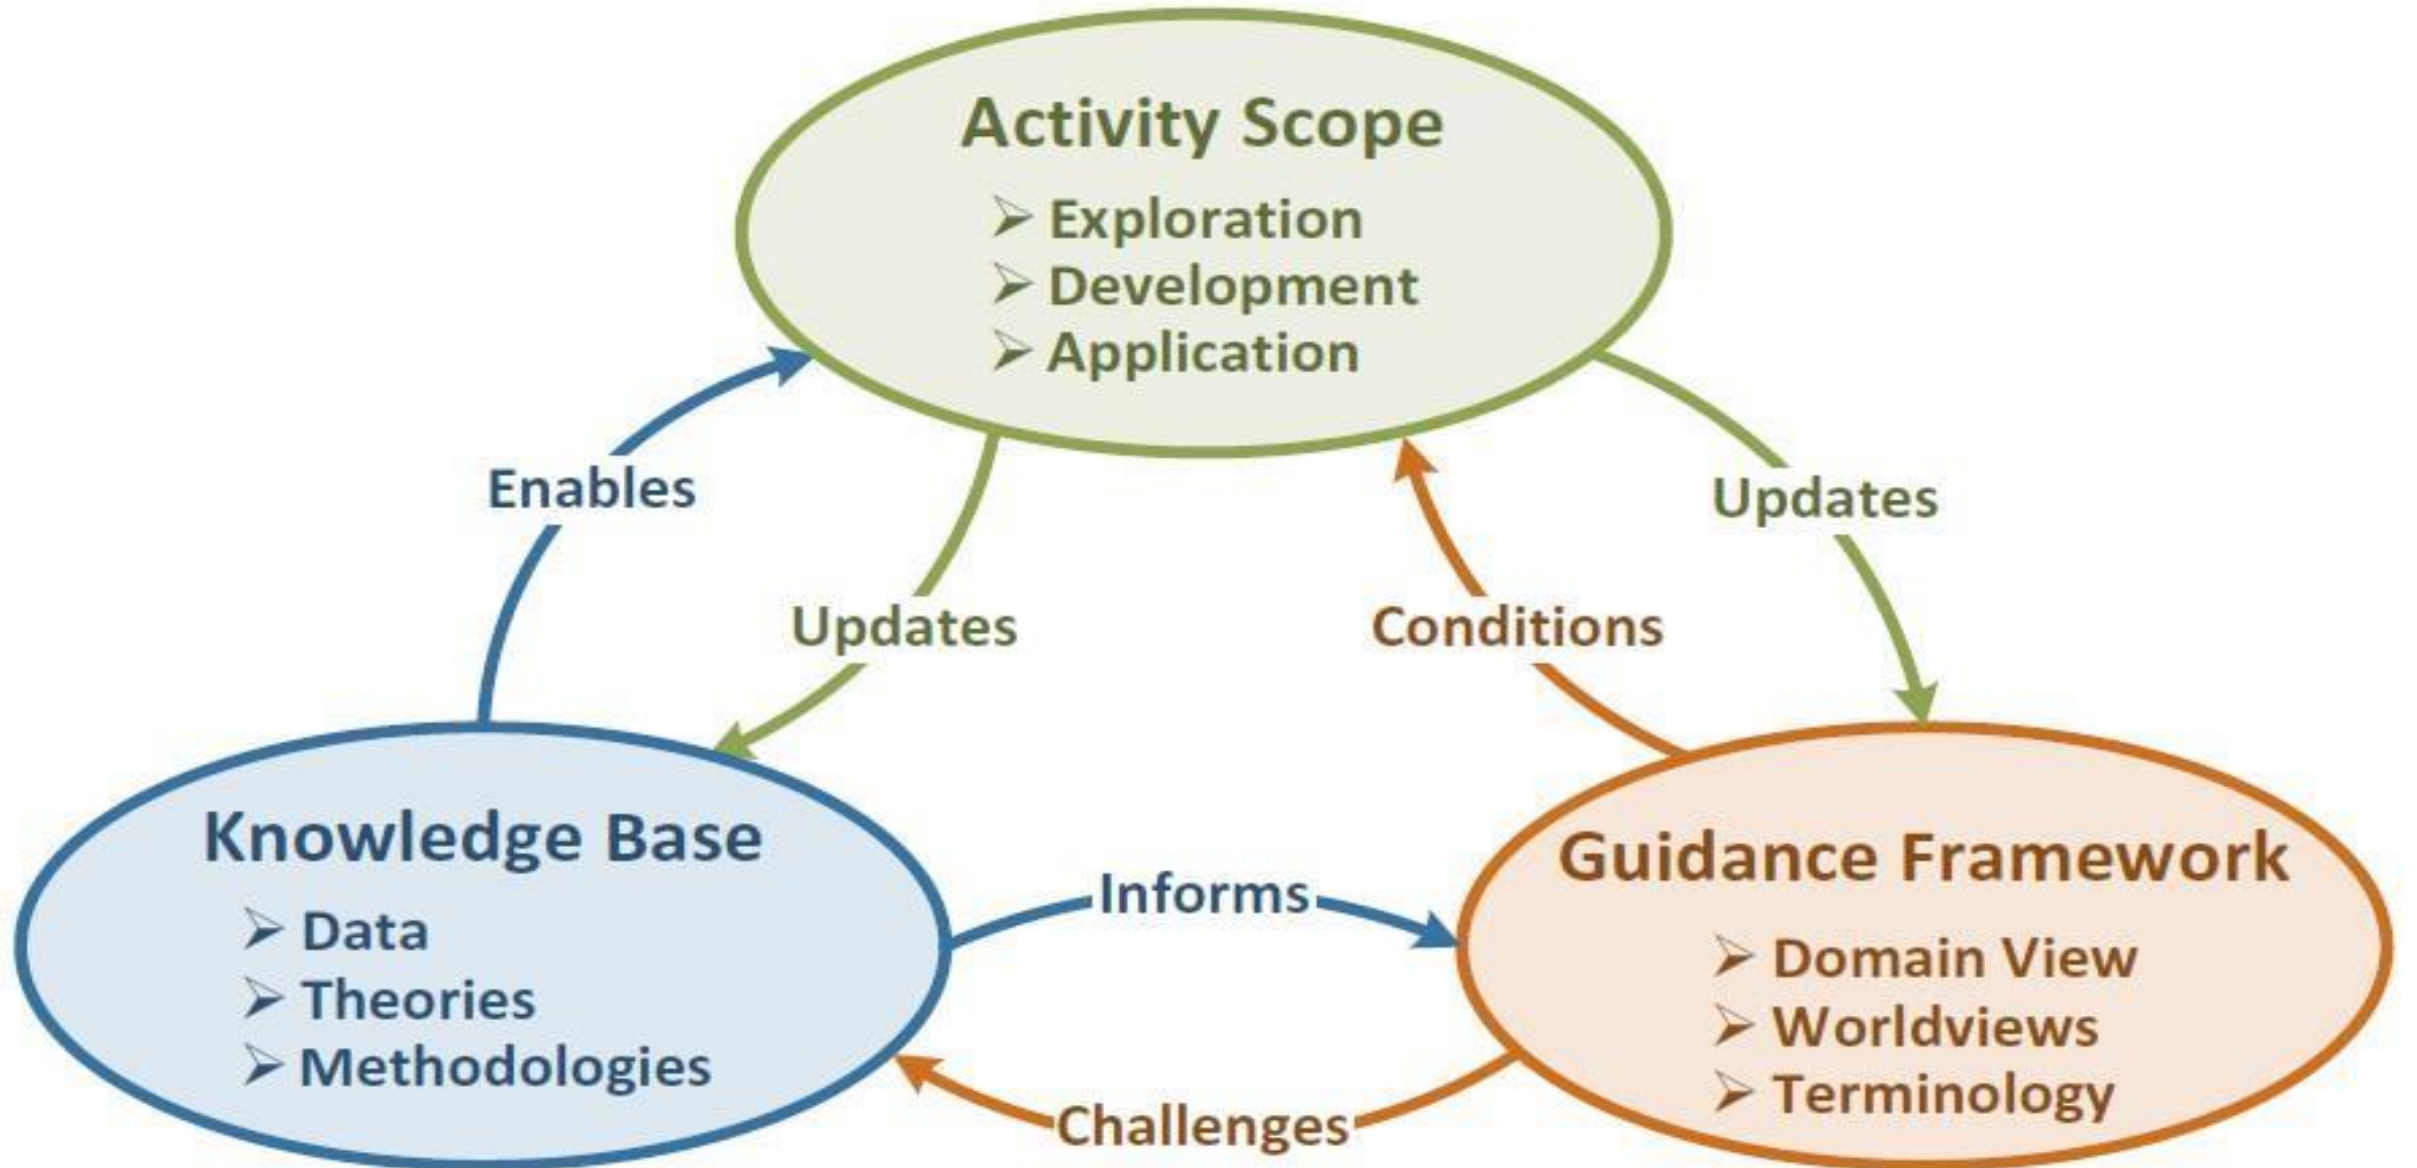 Activity Scope
Exploration
Development
Application
Enables
Updates
Updates
Conditions
Knowledge Base
Data
Theories
Methodologies
Informs
Guidance Framework
Domain View
Worldviews
Terminology
Challenges